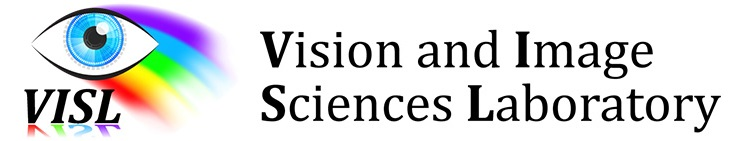 VISL
Vision and Image
Sciences Laboratory